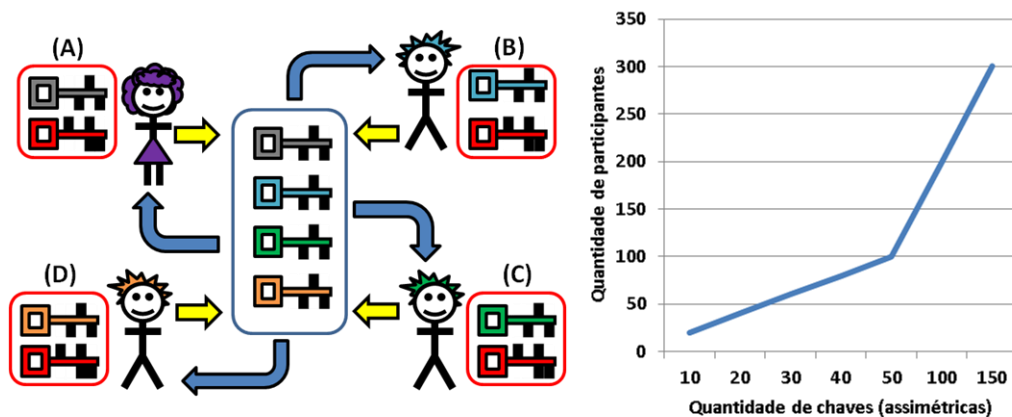 (A)
(B)
(D)
(C)
Quantidade de participantes
350
300
250
200
150
100
50
0
10 20 30 40 50 100 150
Quantidade de chaves (assimétricas)